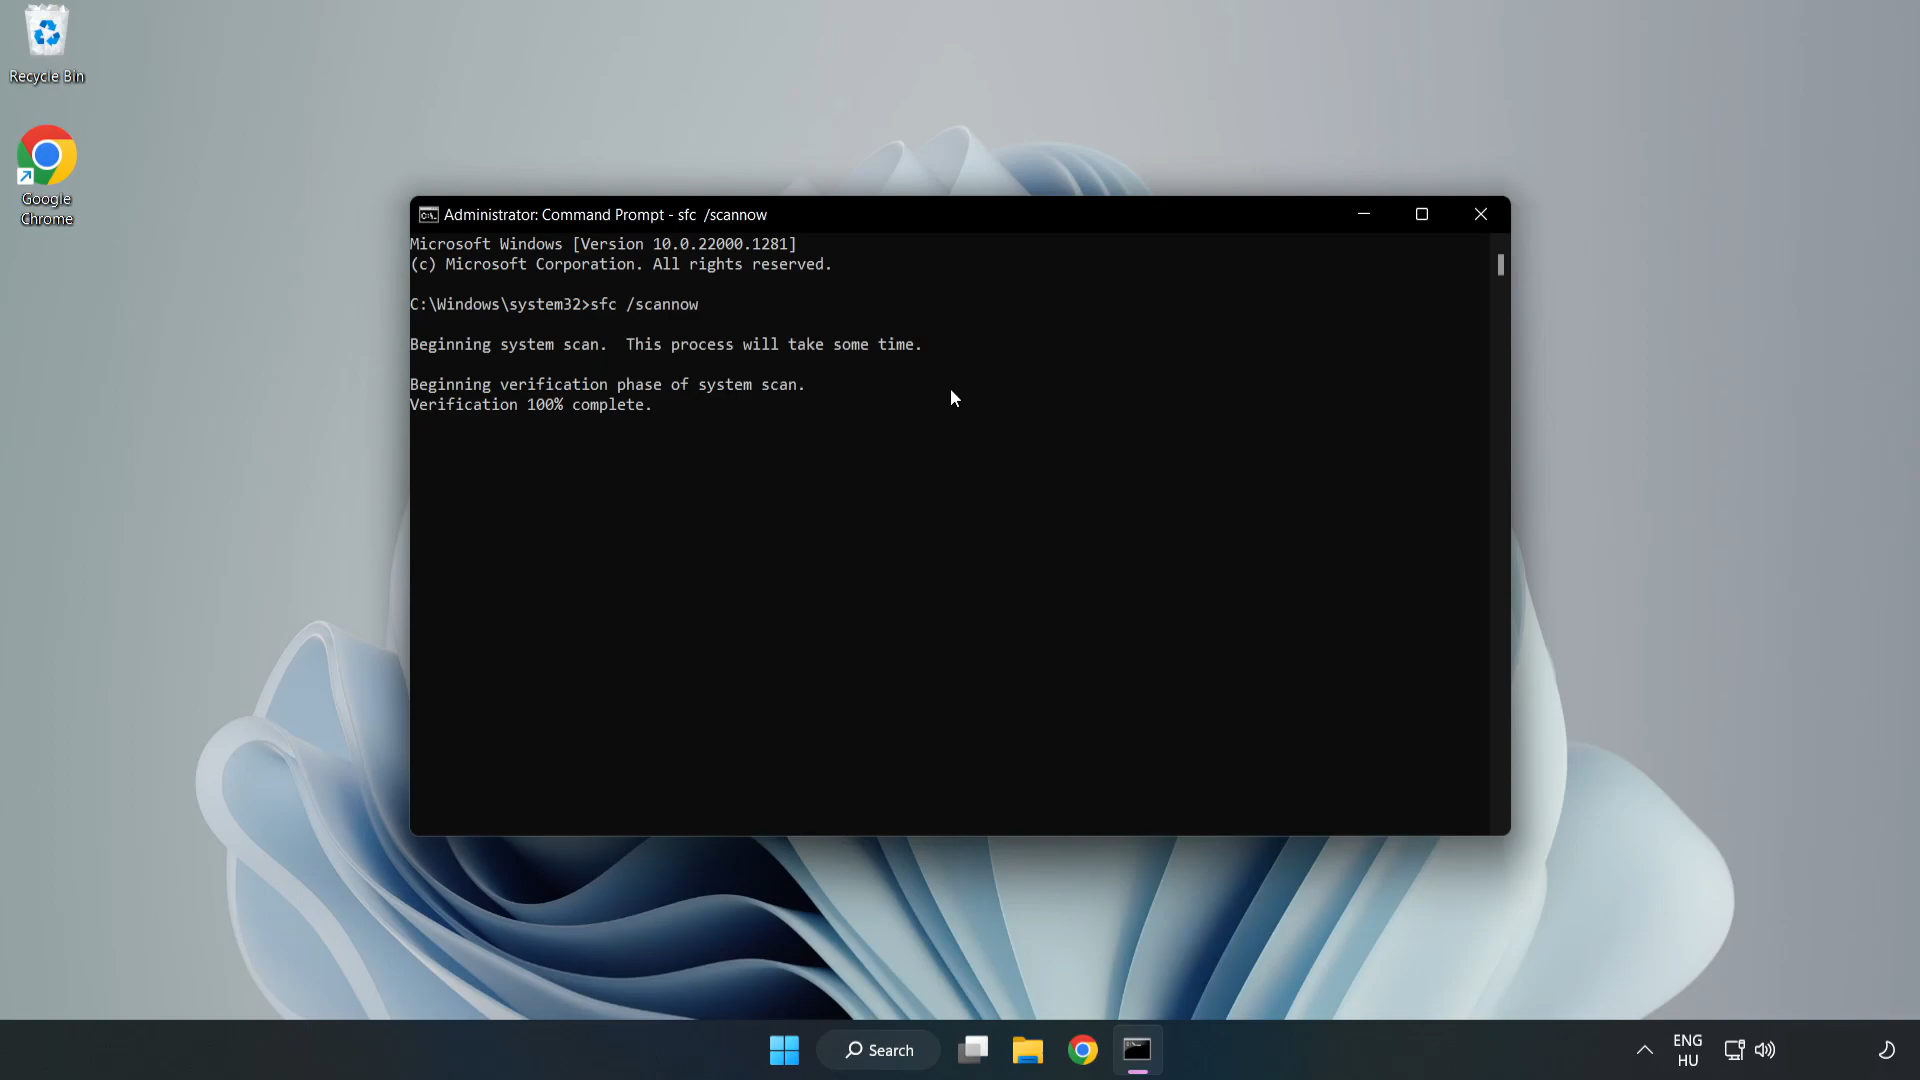 Recycle Bin
Google
Chrome
Administrator: Command Prompt - sfc  /scannow
Microsoft Windows [Version 10.0.22000.1281]
(c) Microsoft Corporation. All rights reserved.
C:\Windows\system32>sfc /scannow
Beginning system scan.  This process will take some time.
Beginning verification phase of system scan.
Verification 100% complete.
Search
ENG
HU